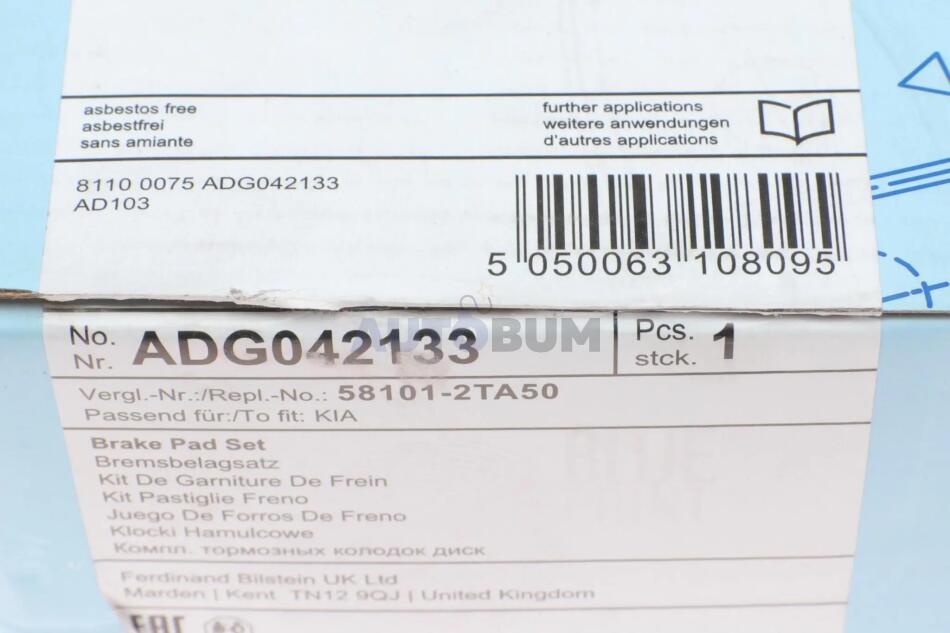 asbestos free
asbestfrei
sans amiante
further applications
weitere anwendungen
d'autres applications
8110 0075 ADG042133
AD103
5 050063 108095
AUTOBUM
No.
Nr.
ADG042133
Pcs.
stck.
1
Vergl.-Nr.:/Repl.-No.: 58101-2TA50
Passend für:/To fit: KIA
Brake Pad Set
Bremsbelagsatz
Kit De Garniture De Frein
Kit Pastiglie Freno
Juego De Forros De Freno
Klocki Hamulcowe
Компл. тормозных колодок диск
Ferdinand Bilstein UK Ltd
Marden | Kent TN12 9QJ | United Kingdom
EAC